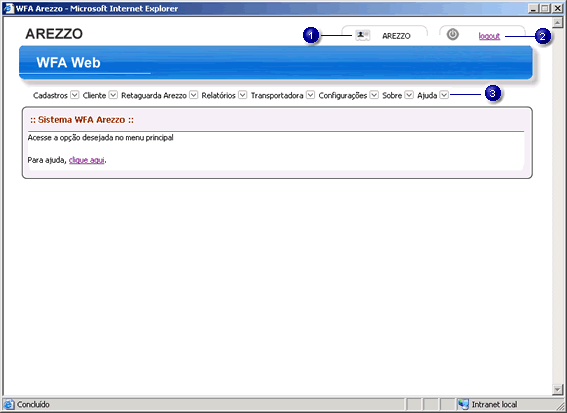 WFA Arezzo - Microsoft Internet Explorer
AREZZO
1
AREZZO
logout
2
WFA Web
Cadastros Cliente Retaguarda Arezzo Relatórios Transportadora Configurações Sobre Ajuda
3
:: Sistema WFA Arezzo ::
Acesse a opção desejada no menu principal
Para ajuda, clique aqui.
Concluído
Intranet local